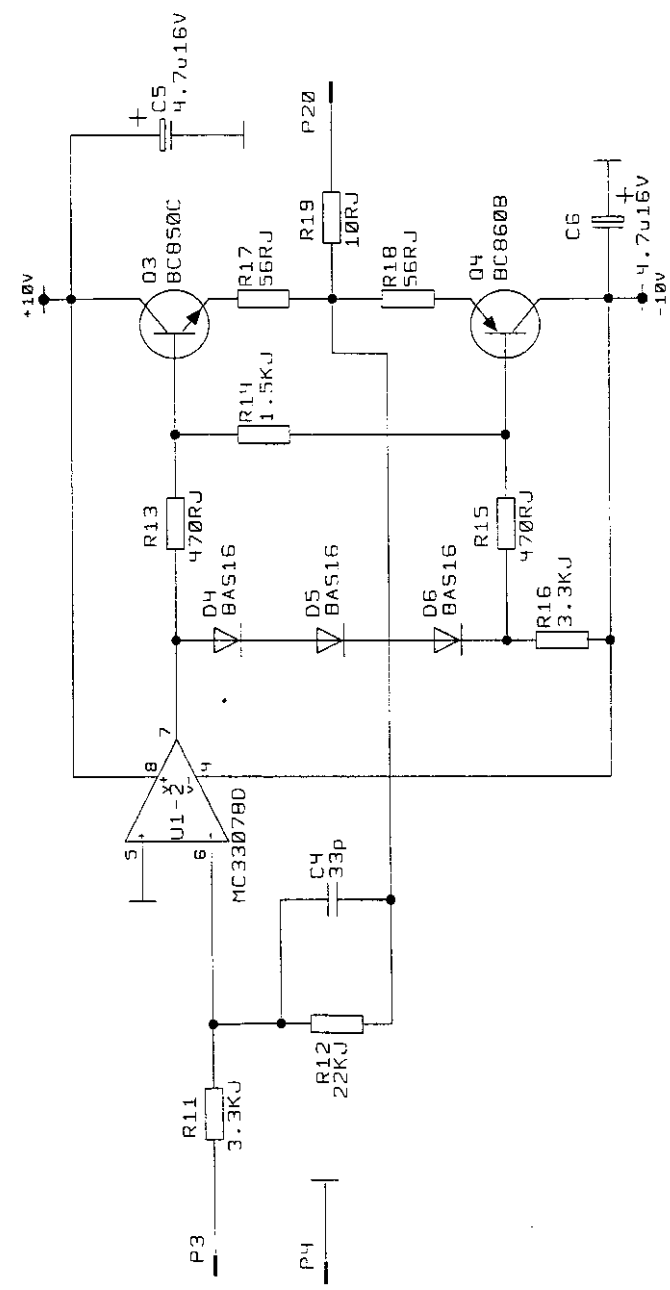 +10V
C5
+
4.7u16V
Q3
BC850C
R17
56RJ
R19
10RJ
P20
R18
56RJ
Q4
BC860B
C6
+
4.7u16V
-10V
R14
1.5KJ
R13
470RJ
R15
470RJ
D4
BAS16
D5
BAS16
D6
BAS16
R16
3.3KJ
7
8
4
5
6
+
-
U1-2
MC33078D
C4
33p
R12
22KJ
R11
3.3KJ
P3
P4